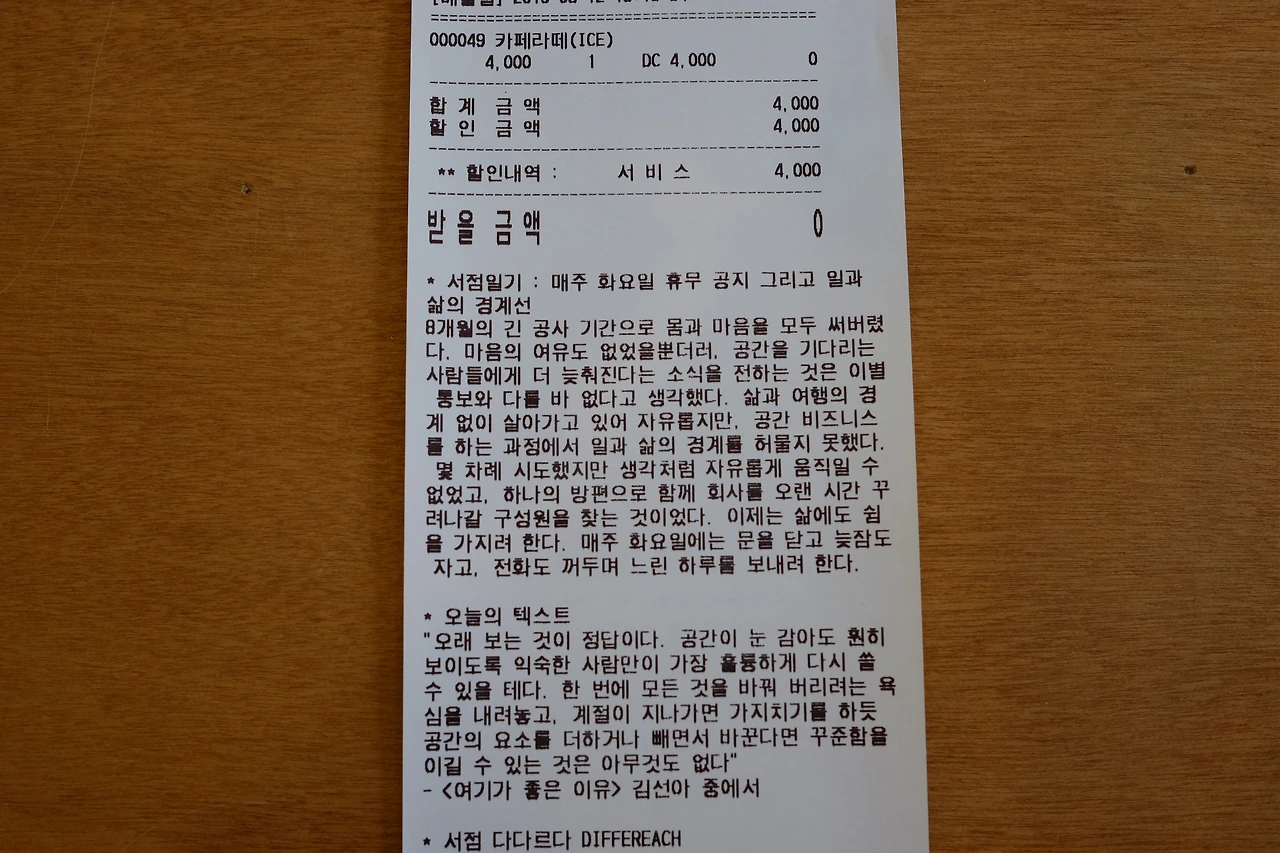 ==========================================
000049 카페라떼(ICE)
4,000 1 DC 4,000 0
------------------------------------------
합 계 금 액 4,000
할 인 금 액 4,000
------------------------------------------
** 할인내역 : 서 비 스 4,000
------------------------------------------
받 을 금 액 0
* 서점일기 : 매주 화요일 휴무 공지 그리고 일과
삶의 경계선
8개월의 긴 공사 기간으로 몸과 마음을 모두 써버렸
다. 마음의 여유도 없었을뿐더러, 공간을 기다리는
사람들에게 더 늦춰진다는 소식을 전하는 것은 이별
통보와 다를 바 없다고 생각했다. 삶과 여행의 경
계 없이 살아가고 있어 자유롭지만, 공간 비즈니스
를 하는 과정에서 일과 삶의 경계를 허물지 못했다.
몇 차례 시도했지만 생각처럼 자유롭게 움직일 수
없었고, 하나의 방편으로 함께 회사를 오랜 시간 꾸
려나갈 구성원을 찾는 것이었다. 이제는 삶에도 쉼
을 가지려 한다. 매주 화요일에는 문을 닫고 늦잠도
자고, 전화도 꺼두며 느린 하루를 보내려 한다.
* 오늘의 텍스트
"오래 보는 것이 정답이다. 공간이 눈 감아도 훤히
보이도록 익숙한 사람만이 가장 훌륭하게 다시 쓸
수 있을 테다. 한 번에 모든 것을 바꿔 버리려는 욕
심을 내려놓고, 계절이 지나가면 가지치기를 하듯
공간의 요소를 더하거나 빼면서 바꾼다면 꾸준함을
이길 수 있는 것은 아무것도 없다"
- <여기가 좋은 이유> 김선아 중에서
* 서점 다다르다 DIFFEREACH